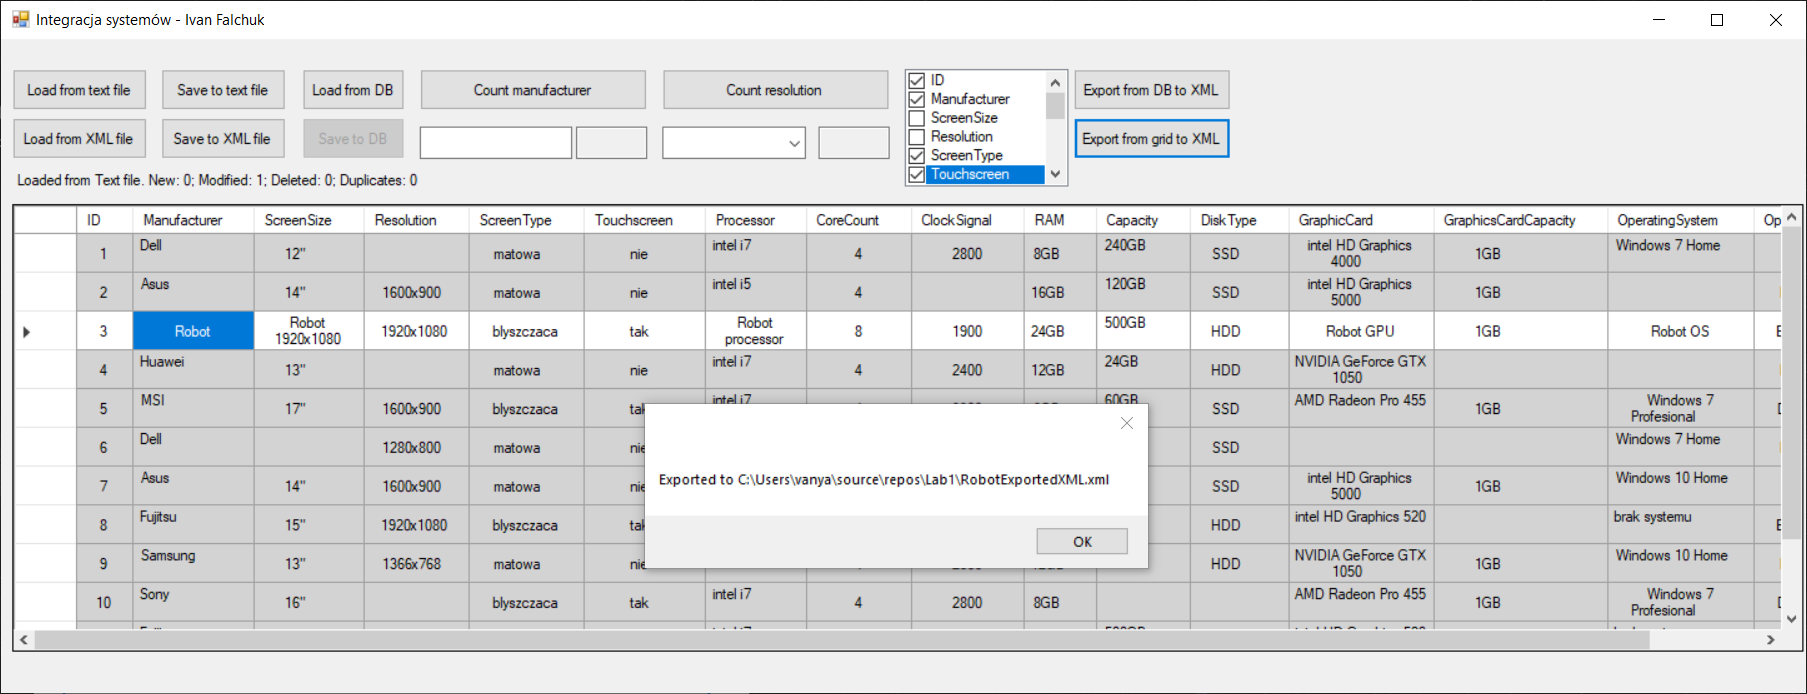 Integracja systemów - Ivan Falchuk
Load from text file Save to text file Load from DB Count manufacturer Count resolution Export from DB to XML
Load from XML file Save to XML file Save to DB Export from grid to XML
ID
Manufacturer
ScreenSize
Resolution
ScreenType
Touchscreen
Loaded from Text file. New: 0; Modified: 1; Deleted: 0; Duplicates: 0
ID Manufacturer ScreenSize Resolution ScreenType Touchscreen Processor CoreCount ClockSignal RAM Capacity DiskType GraphicCard GraphicsCardCapacity OperatingSystem Op
1 Dell 12" matowa nie intel i7 4 2800 8GB 240GB SSD intel HD Graphics 4000 1GB Windows 7 Home
2 Asus 14" 1600x900 matowa nie intel i5 4 16GB 120GB SSD intel HD Graphics 5000 1GB
3 Robot Robot 1920x1080 1920x1080 blyszczaca tak Robot processor 8 1900 24GB 500GB HDD Robot GPU 1GB Robot OS
4 Huawei 13" matowa nie intel i7 4 2400 12GB 24GB HDD NVIDIA GeForce GTX 1050
5 MSI 17" 1600x900 blyszczaca tak intel i7 60GB SSD AMD Radeon Pro 455 1GB Windows 7 Profesional
6 Dell 1280x800 matowa nie SSD Windows 7 Home
7 Asus 14" 1600x900 matowa nie SSD intel HD Graphics 5000 1GB Windows 10 Home
8 Fujitsu 15" 1920x1080 blyszczaca tak HDD intel HD Graphics 520 brak systemu
9 Samsung 13" 1366x768 matowa nie HDD NVIDIA GeForce GTX 1050 1GB Windows 10 Home
10 Sony 16" blyszczaca tak intel i7 4 2800 8GB AMD Radeon Pro 455 1GB Windows 7 Profesional
Exported to C:\Users\vanya\source\repos\Lab1\RobotExportedXML.xml
OK